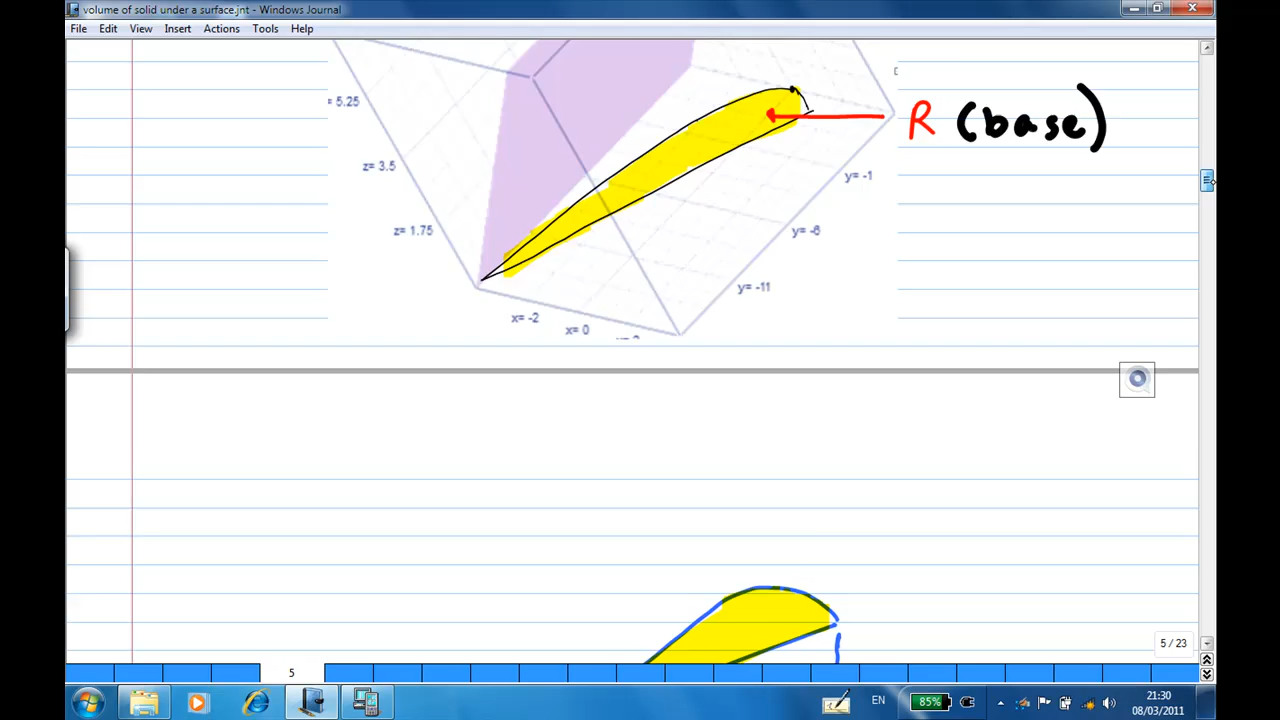 volume of solid under a surface.jnt - Windows Journal
File Edit View Insert Actions Tools Help
= 5.25
R (base)
z= 3.5
y= -1
z= 1.75
y= -6
y= -11
x= -2
x= 0
5 / 23
5
EN
85%
21:30
08/03/2011